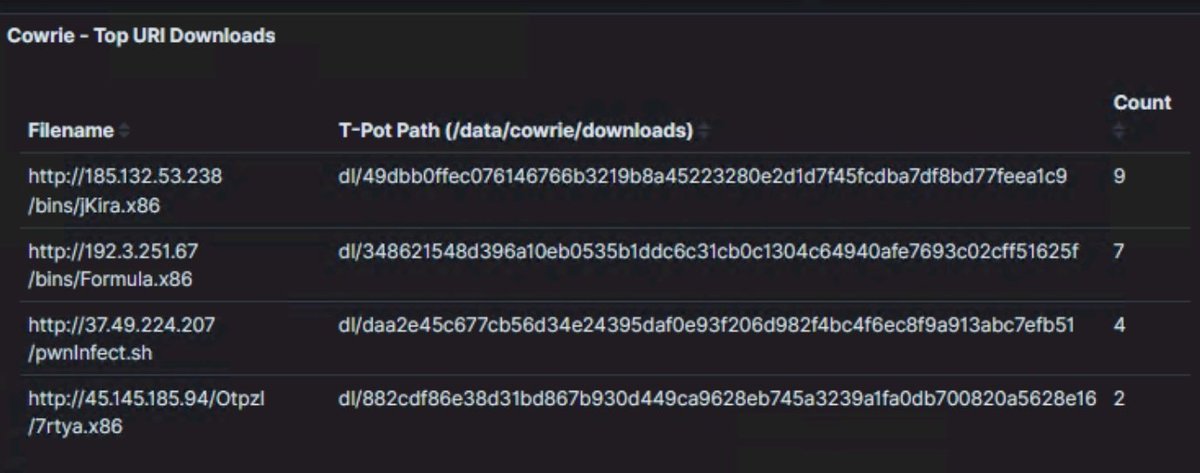 Cowrie - Top URI Downloads
Count
Filename T-Pot Path (/data/cowrie/downloads)
http://185.132.53.238 dl/49dbb0ffec076146766b3219b8a45223280e2d1d7f45fcdba7df8bd77feea1c9 9
/bins/jKira.x86
http://192.3.251.67 dl/348621548d396a10eb0535b1ddc6c31cb0c1304c64940afe7693c02cff51625f 7
/bins/Formula.x86
http://37.49.224.207 dl/daa2e45c677cb56d34e24395daf0e93f206d982f4bc4f6ec8f9a913abc7efb51 4
/pwnInfect.sh
http://45.145.185.94/Otpzl dl/882cdf86e38d31bd867b930d449ca9628eb745a3239a1fa0db700820a5628e16 2
/7rtya.x86